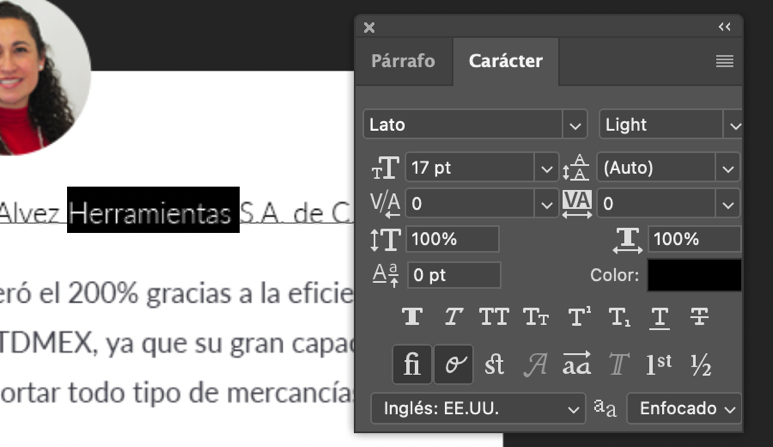 Párrafo
Carácter
Lato
Light
17 pt
(Auto)
0
0
100%
100%
0 pt
Color:
Inglés: EE.UU.
Enfocado
Alvez Herramientas S.A. de C.
eró el 200% gracias a la eficie
TDMEX, ya que su gran capac
ortar todo tipo de mercancías